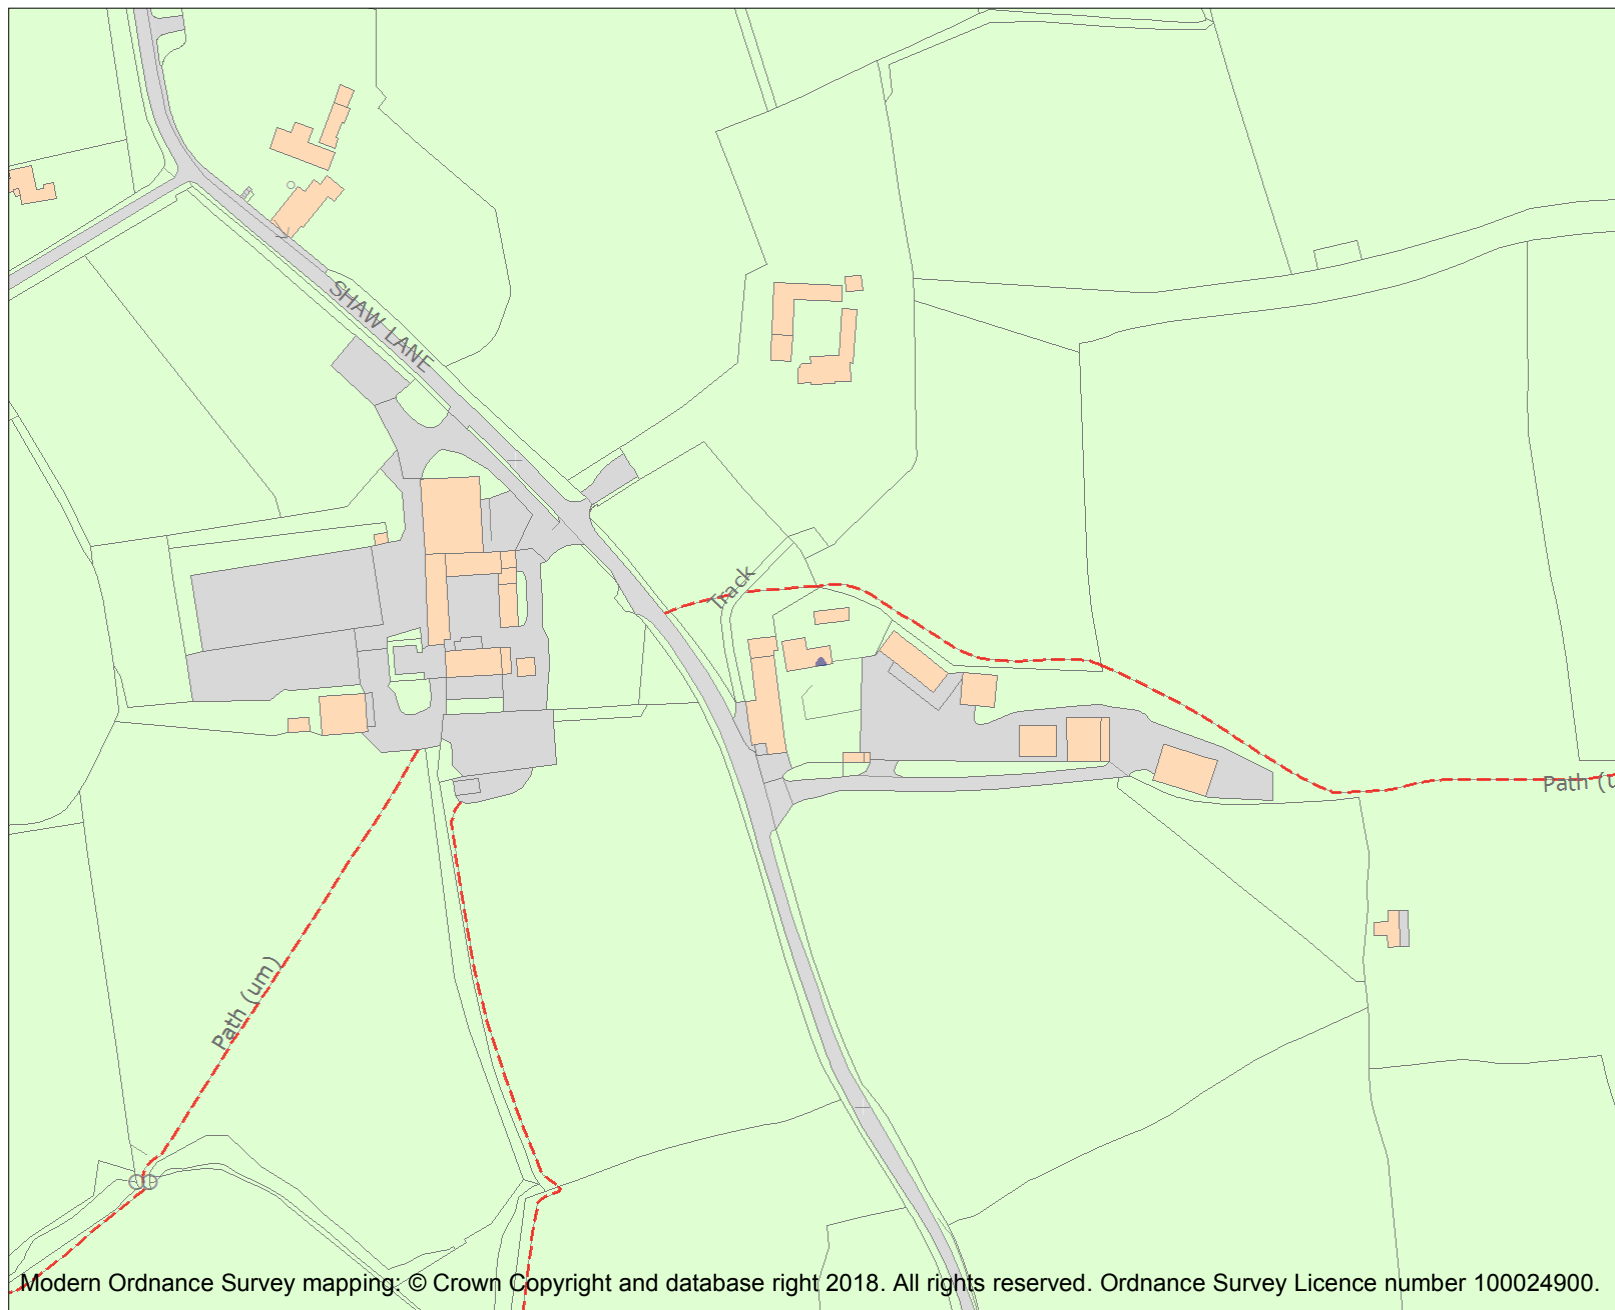 SHAW LANE
Track
Path (u
Path (um)
Modern Ordnance Survey mapping: © Crown Copyright and database right 2018. All rights reserved. Ordnance Survey Licence number 100024900.